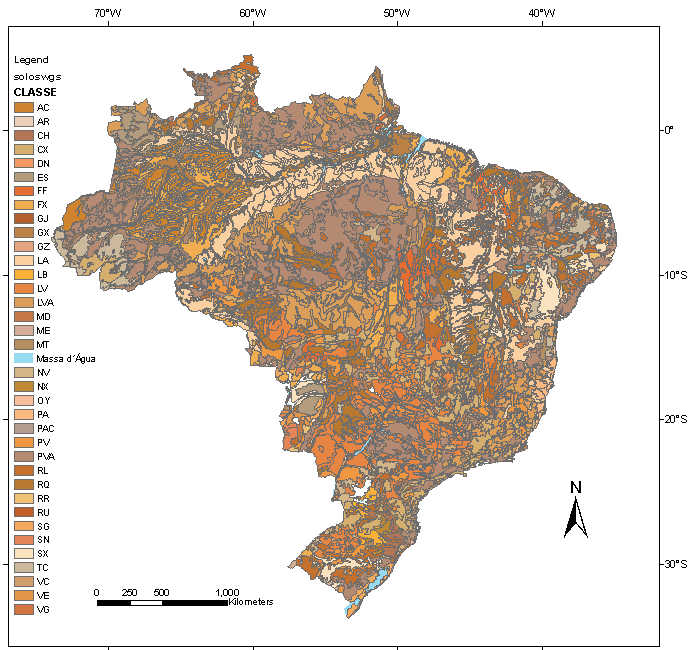 70°W 60°W 50°W 40°W
Legend
soloswgs
CLASSE
AC
AR
CH
CX
DN
ES
FF
FX
GJ
GX
GZ
LA
LB
LV
LVA
MD
ME
MT
Massa d´Água
NV
NX
OY
PA
PAC
PV
PVA
RL
RQ
RR
RU
SG
SN
SX
TC
VC
VE
VG
0°
10°S
20°S
30°S
N
0 250 500 1,000
Kilometers